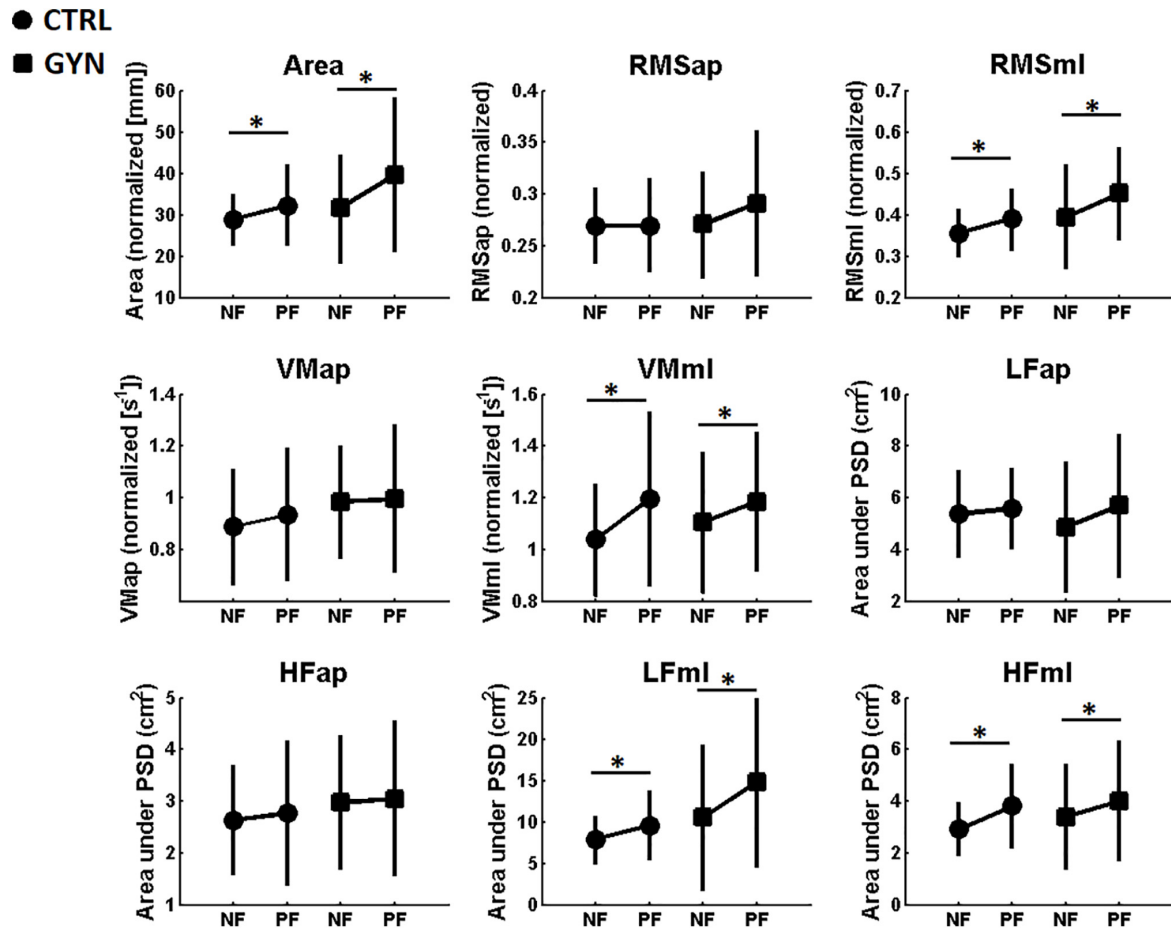 ● CTRL
■ GYN
Area
Area (normalized [mm])
60
50
40
30
20
10
*
*
NF PF NF PF
RMSap
RMSap (normalized)
0.4
0.35
0.3
0.25
0.2
NF PF NF PF
RMSml
RMSml (normalized)
0.7
0.6
0.5
0.4
0.3
0.2
*
*
NF PF NF PF
VMap
VMap (normalized [s⁻¹])
1.4
1.2
1
0.8
NF PF NF PF
VMml
VMml (normalized [s⁻¹])
1.6
1.4
1.2
1
0.8
*
*
NF PF NF PF
LFap
Area under PSD (cm²)
10
8
6
4
2
NF PF NF PF
HFap
Area under PSD (cm²)
5
4
3
2
1
NF PF NF PF
LFml
Area under PSD (cm²)
25
20
15
10
5
0
*
*
NF PF NF PF
HFml
Area under PSD (cm²)
8
6
4
2
0
*
*
NF PF NF PF